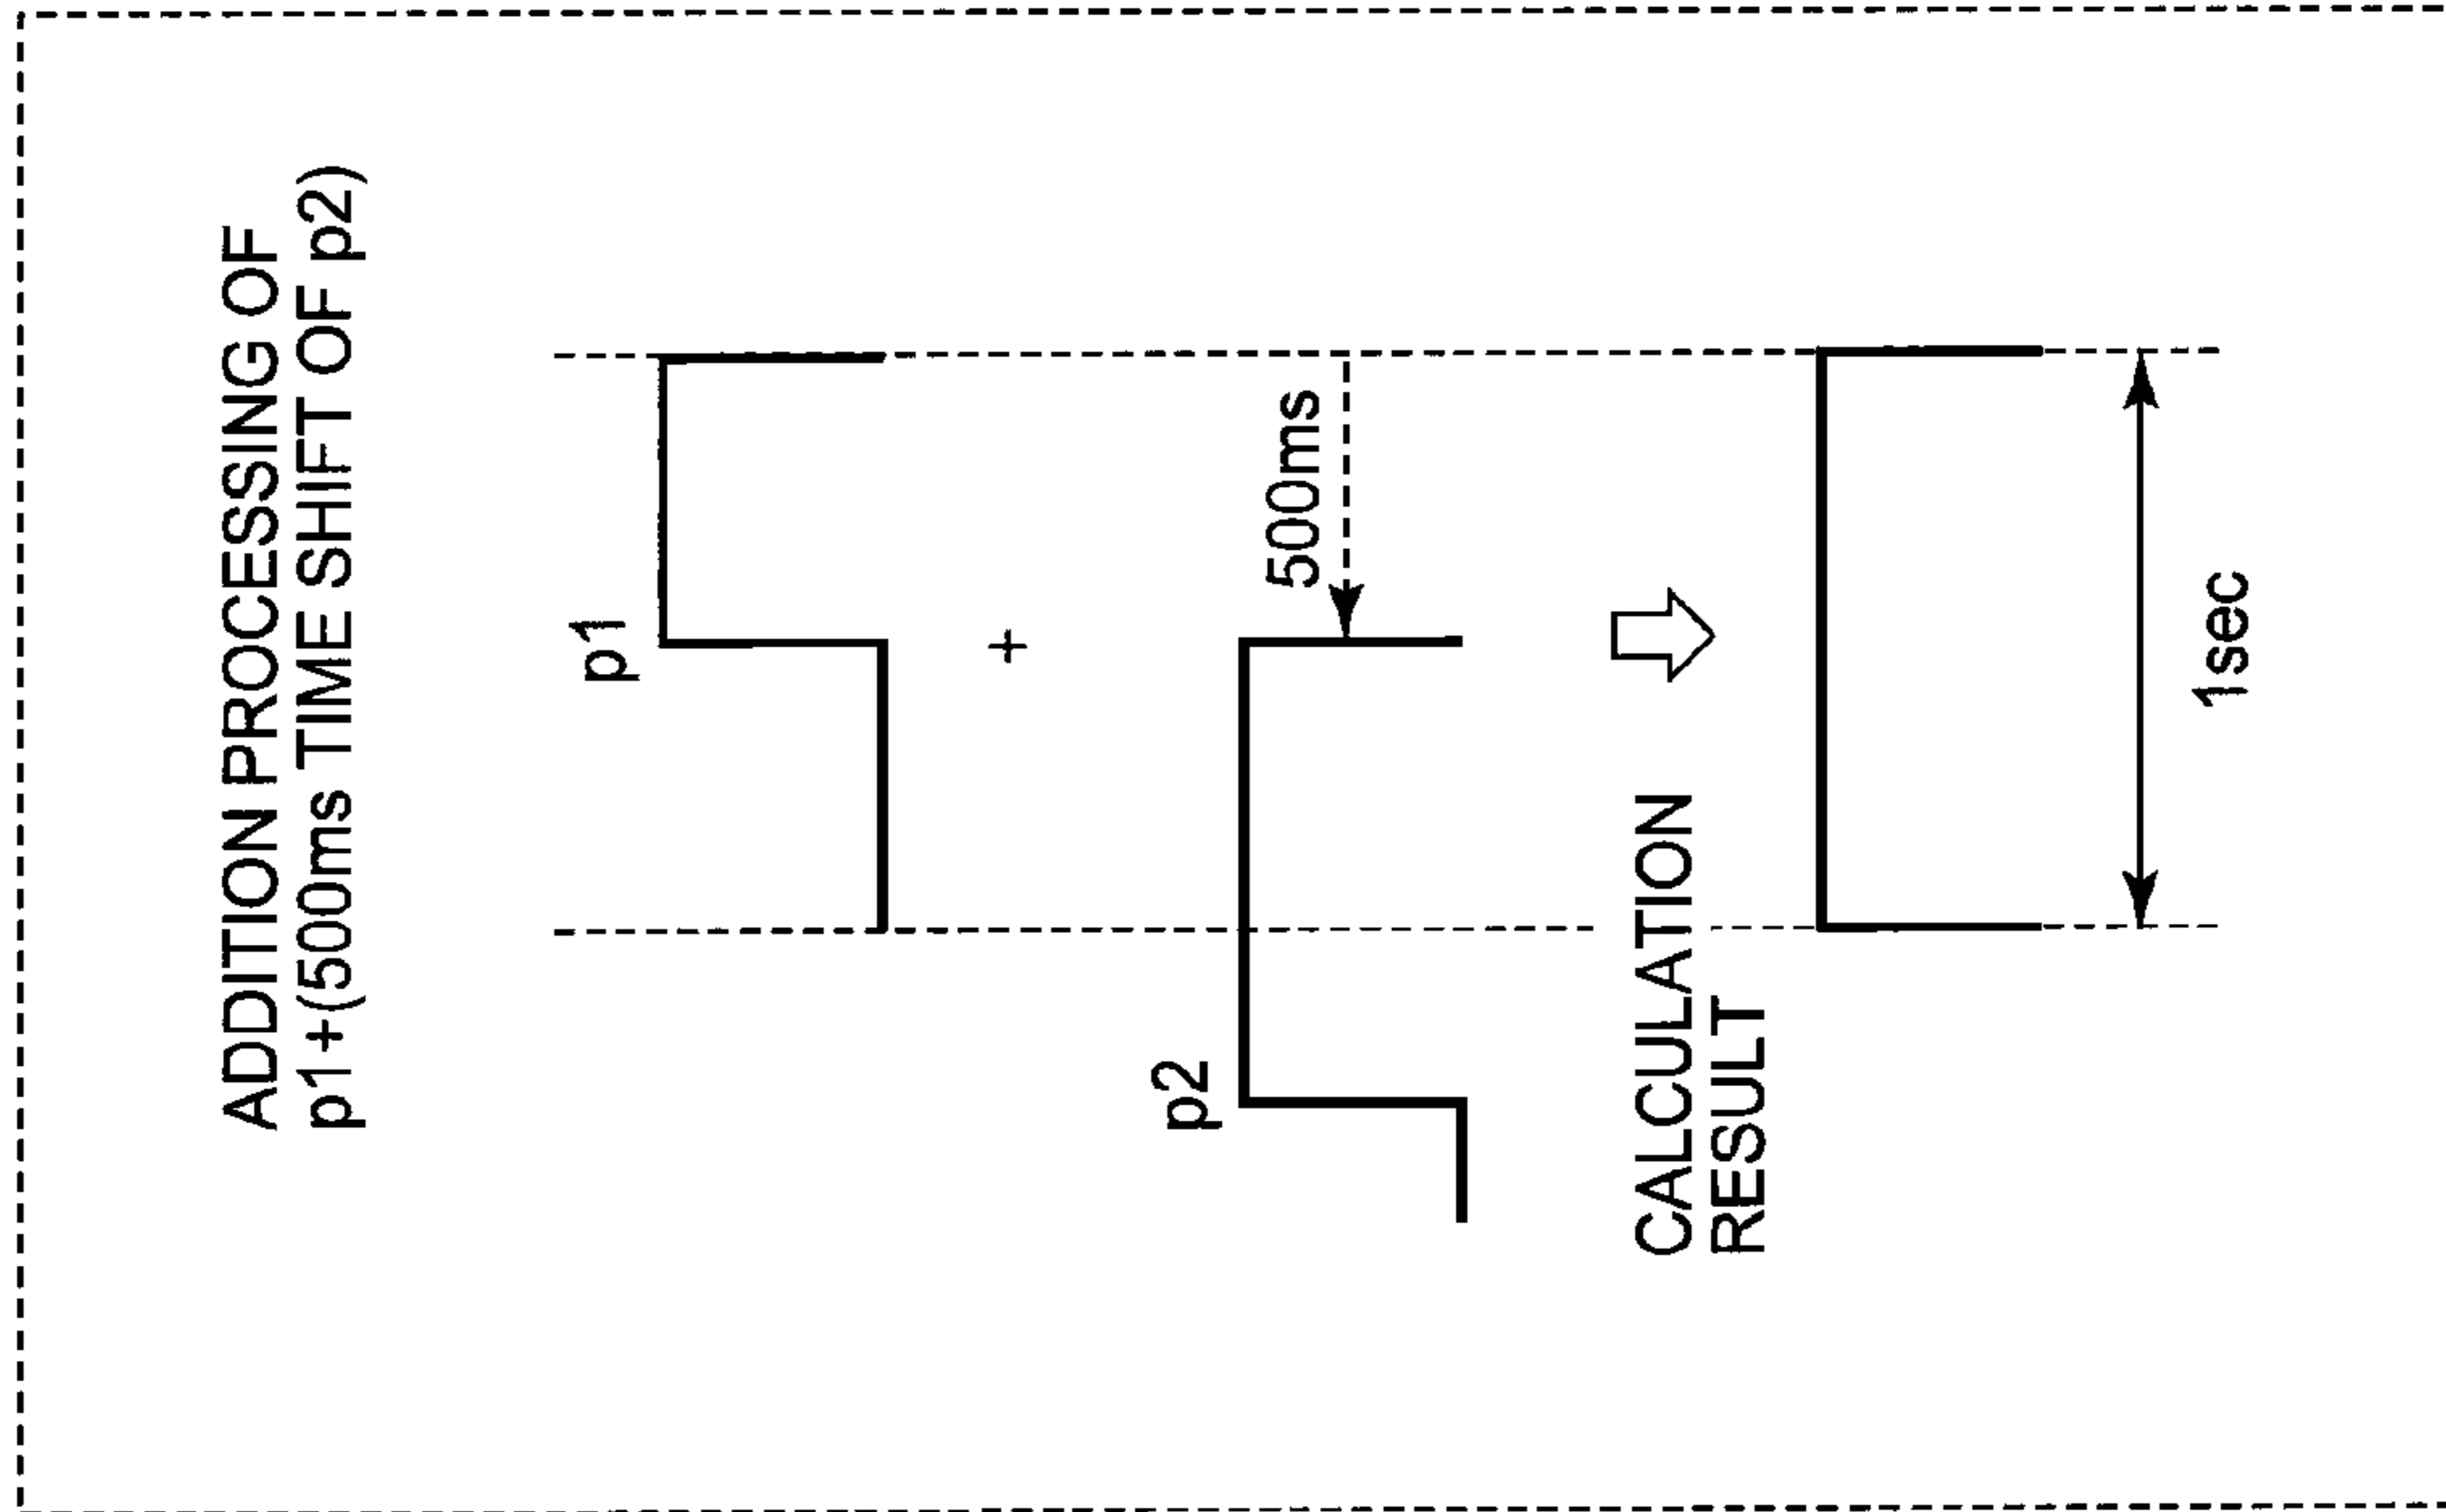 ADDITION PROCESSING OF
p1+(500ms TIME SHIFT OF p2)
p1
+
p2
500ms
CALCULATION
RESULT
1sec